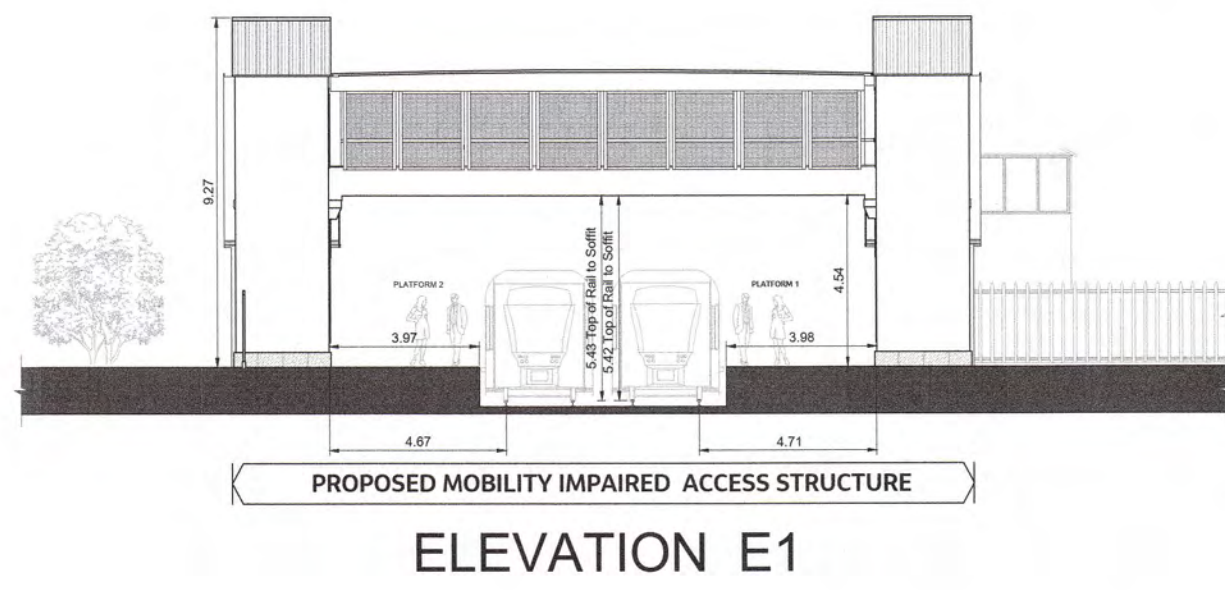 9.27
PLATFORM 2
PLATFORM 1
3.97
5.43 Top of Rail to Soffit
5.42 Top of Rail to Soffit
4.54
3.98
4.67
4.71
PROPOSED MOBILITY IMPAIRED ACCESS STRUCTURE
ELEVATION E1